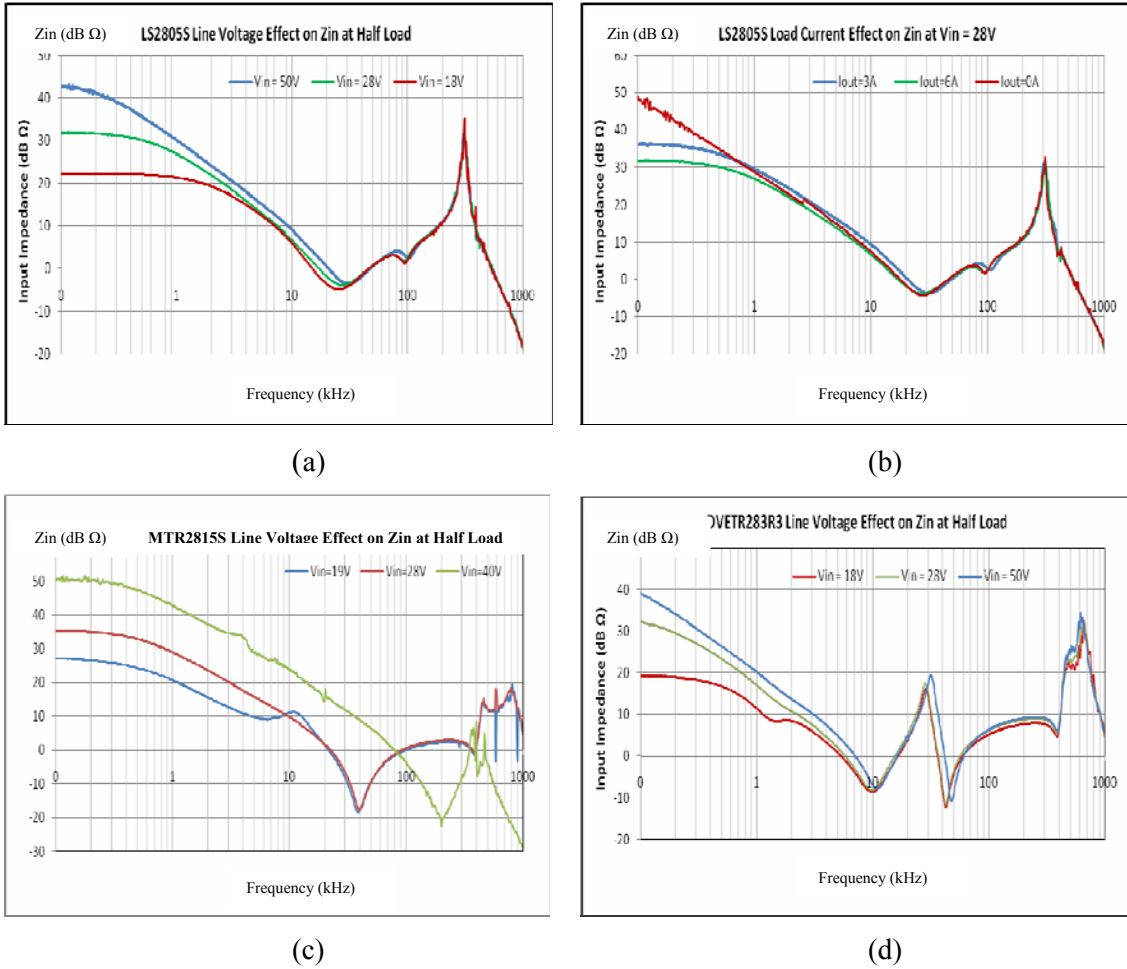 Zin (dB Ω)
LS2805S Line Voltage Effect on Zin at Half Load
Vin = 50V Vin = 28V Vin = 18V
Input Impedance (dB Ω)
50
40
30
20
10
0
-10
-20
0 1 10 100 1000
Frequency (kHz)
(a)
Zin (dB Ω)
LS2805S Load Current Effect on Zin at Vin = 28V
Iout=3A Iout=6A Iout=0A
Input Impedance (dB Ω)
60
50
40
30
20
10
0
-10
-20
0 1 10 100 1000
Frequency (kHz)
(b)
Zin (dB Ω)
MTR2815S Line Voltage Effect on Zin at Half Load
Vin=19V Vin=28V Vin=40V
Input Impedance (dB Ω)
50
40
30
20
10
0
-10
-20
-30
0 1 10 100 1000
Frequency (kHz)
(c)
Zin (dB Ω)
DVETR283R3 Line Voltage Effect on Zin at Half Load
Vin = 18V Vin = 28V Vin = 50V
Input Impedance (dB Ω)
40
30
20
10
0
-10
-20
0 1 10 100 1000
Frequency (kHz)
(d)